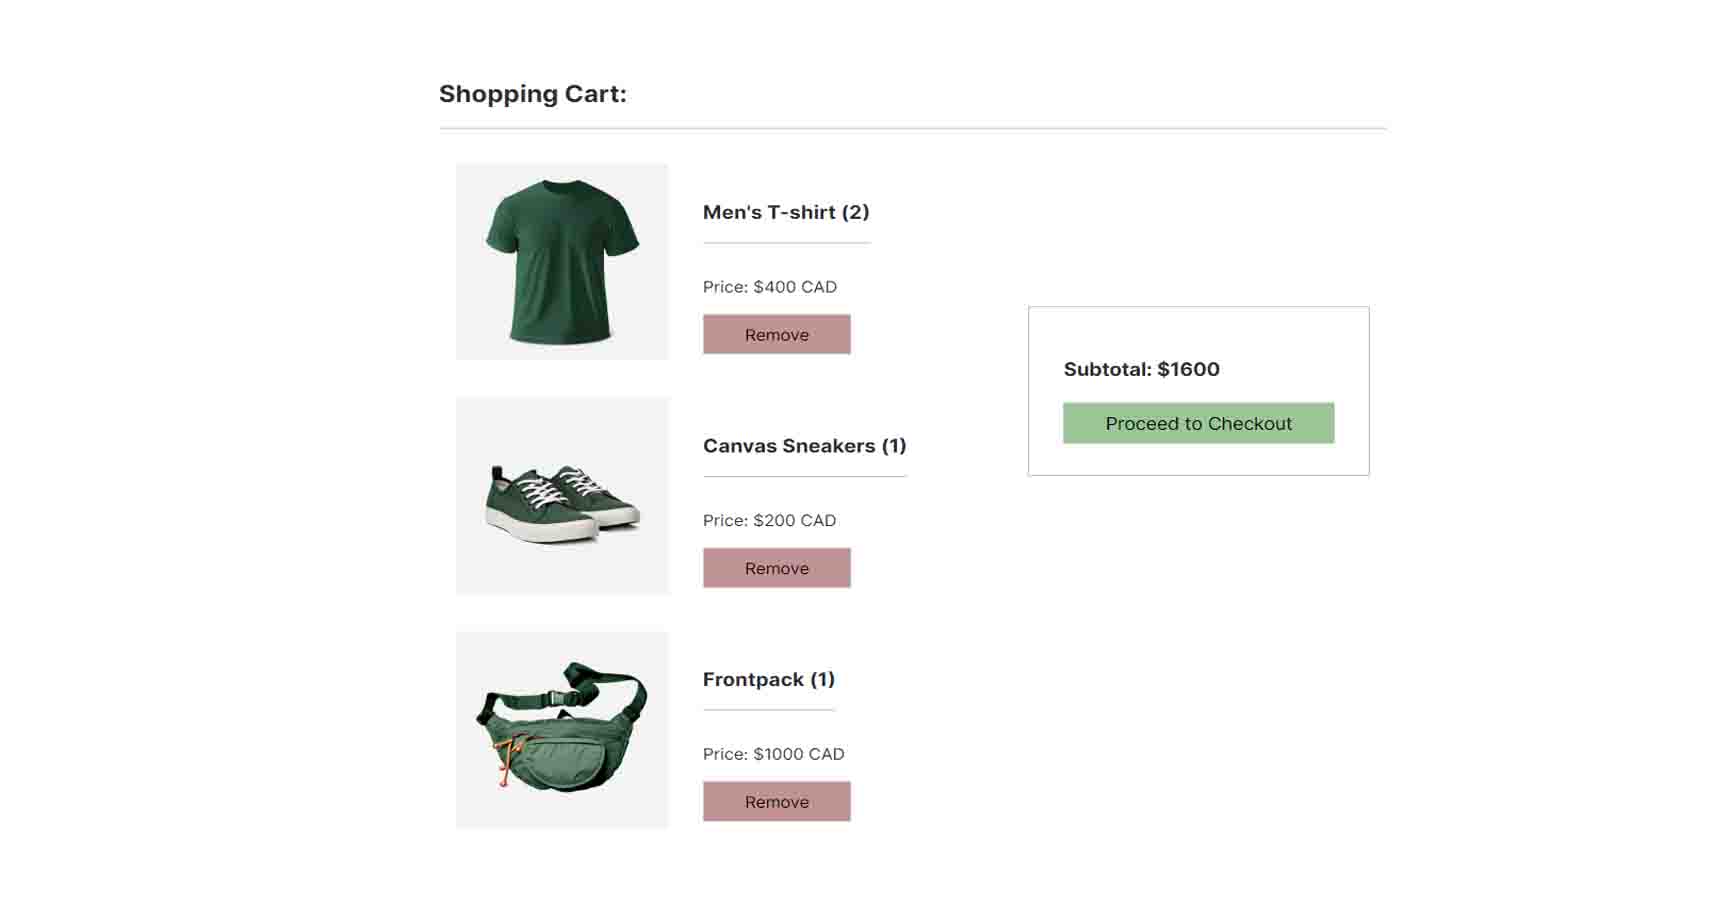 Shopping Cart:
Men's T-shirt (2)
Price: $400 CAD
Remove
Canvas Sneakers (1)
Price: $200 CAD
Remove
Frontpack (1)
Price: $1000 CAD
Remove
Subtotal: $1600
Proceed to Checkout